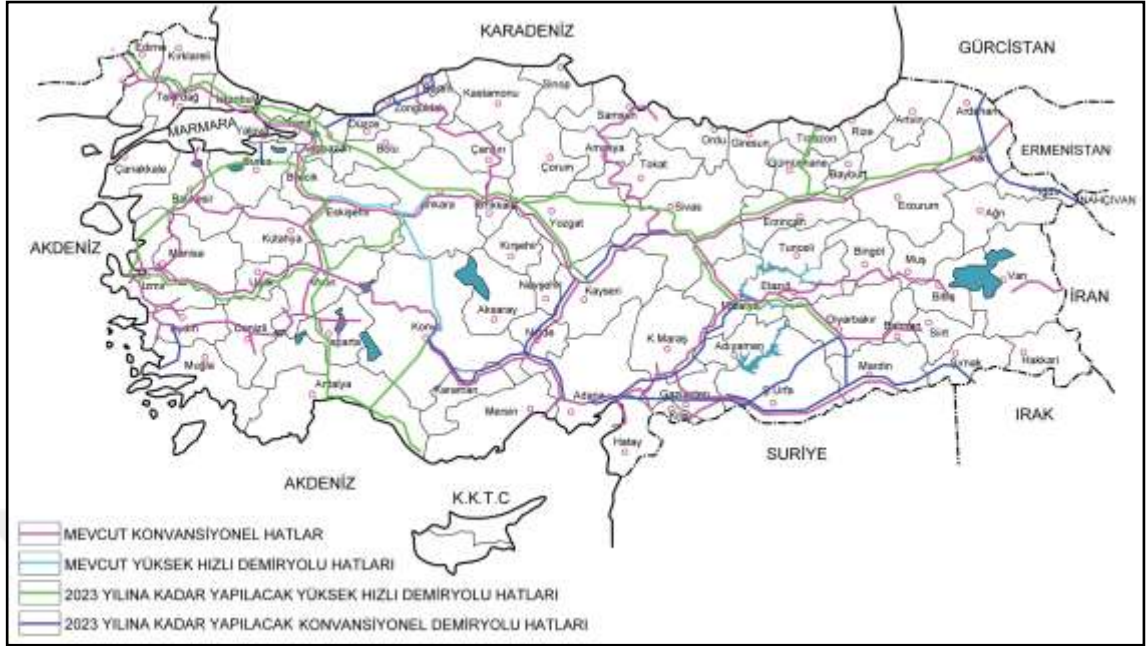 KARADENİZ
GÜRCİSTAN
Edirne
Kırklareli
Tekirdağ
İstanbul
MARMARA
Yalova
Çanakkale
Bursa
Bilecik
Balıkesir
Zonguldak
Düzce
Bolu
Kastamonu
Sinop
Çankırı
Samsun
Amasya
Çorum
Tokat
Ordu
Giresun
Trabzon
Gümüşhane
Rize
Bayburt
Artvin
Ardahan
ERMENİSTAN
NAHÇIVAN
AKDENİZ
Eskişehir
Ankara
Kırıkkale
Yozgat
Sivas
Erzincan
Erzurum
Ağrı
Kütahya
Manisa
İzmir
Uşak
Kırşehir
Nevşehir
Kayseri
Tunceli
Bingöl
Muş
Elazığ
Bitlis
Van
İRAN
Aydın
Denizli
Isparta
Konya
Aksaray
Niğde
Malatya
Diyarbakır
Batman
Siirt
K.Maraş
Adıyaman
Muğla
Antalya
Karaman
Mersin
Adana
Gaziantep
Ş.Urfa
Mardin
Şırnak
Hakkari
Hatay
SURİYE
IRAK
AKDENİZ
K.K.T.C
MEVCUT KONVANSİYONEL HATLAR
MEVCUT YÜKSEK HIZLI DEMİRYOLU HATLARI
2023 YILINA KADAR YAPILACAK YÜKSEK HIZLI DEMİRYOLU HATLARI
2023 YILINA KADAR YAPILACAK KONVANSİYONEL DEMİRYOLU HATLARI